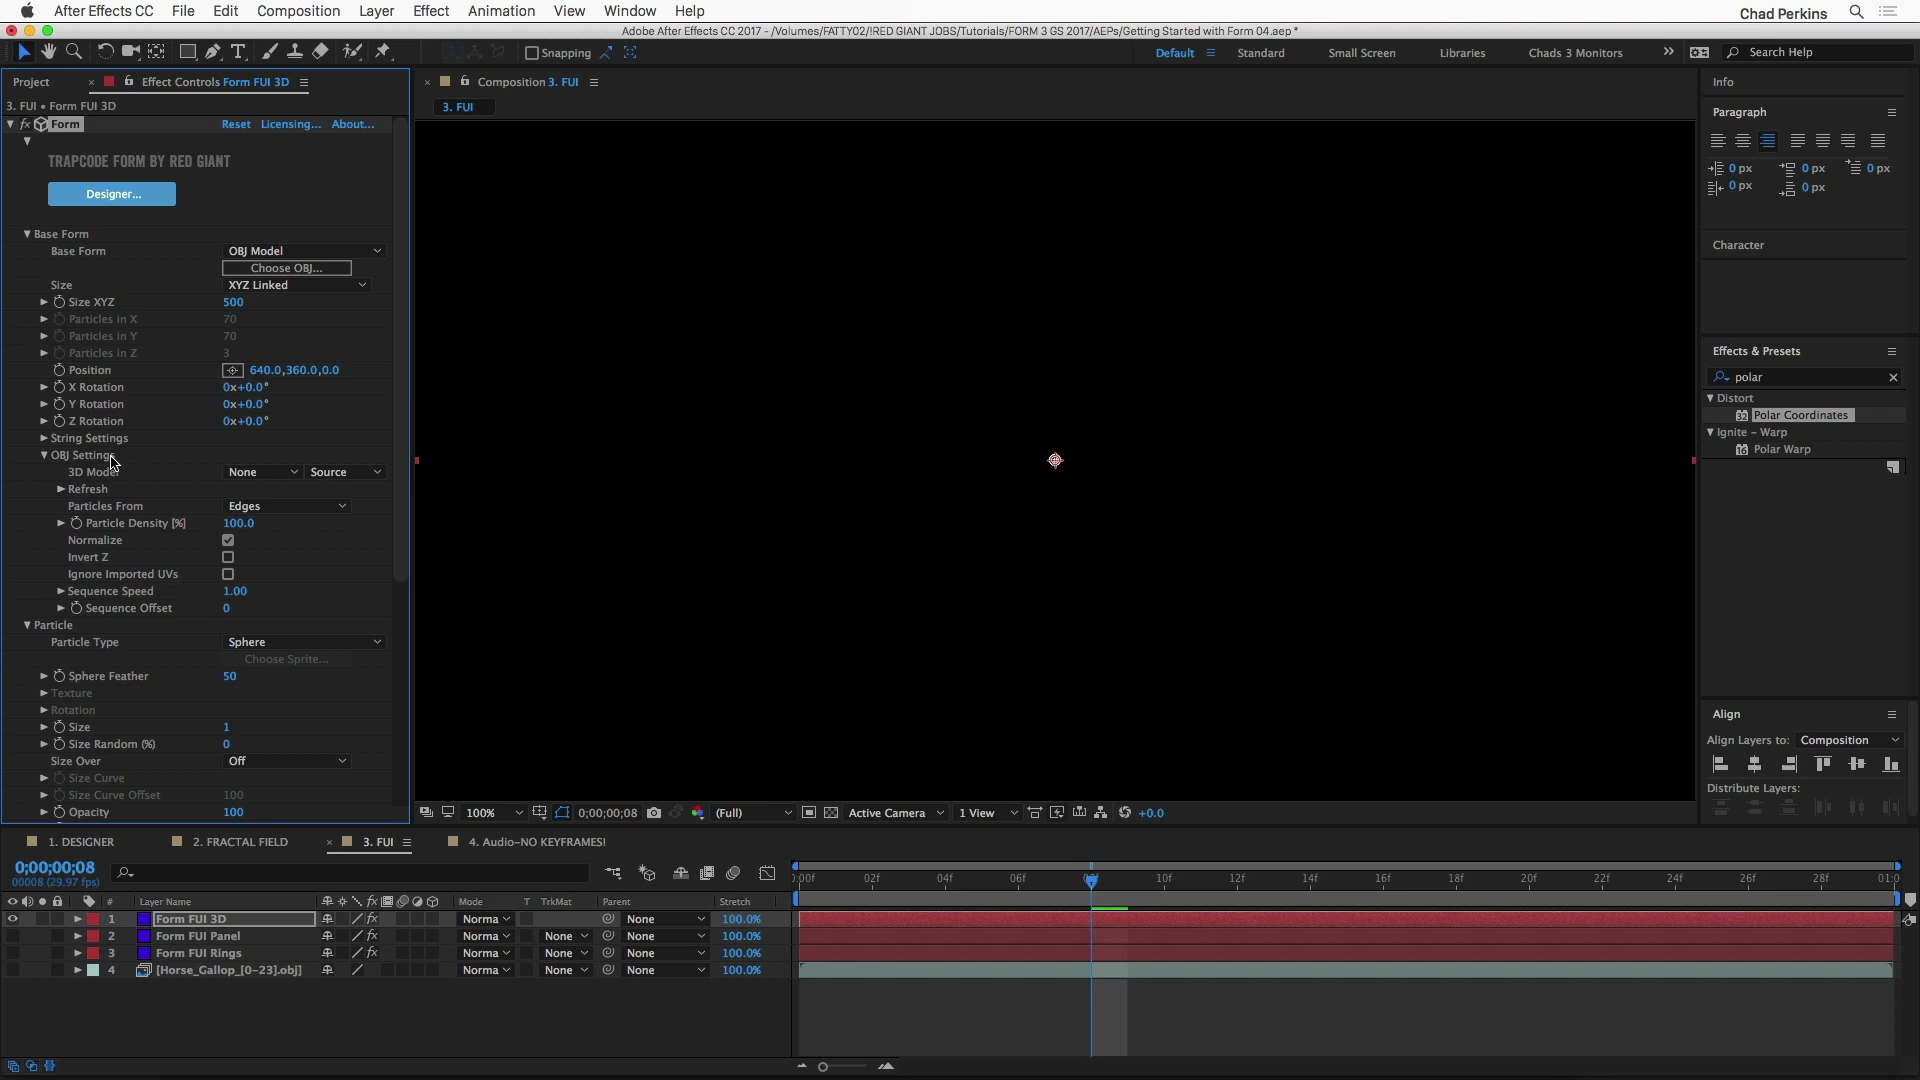 After Effects CC File Edit Composition Layer Effect Animation View Window Help Chad Perkins
Adobe After Effects CC 2017 - /Volumes/FATTY02/!RED GIANT JOBS/Tutorials/FORM 3 GS 2017/AEPs/Getting Started with Form 04.aep *
Snapping Default Standard Small Screen Libraries Chads 3 Monitors Search Help
Project Effect Controls Form FUI 3D Composition 3. FUI Info
3. FUI • Form FUI 3D
3. FUI
Form Reset Licensing... About...
TRAPCODE FORM BY RED GIANT
Designer...
Base Form
Base Form OBJ Model
Choose OBJ...
Size XYZ Linked
Size XYZ 500
Particles in X 70
Particles in Y 70
Particles in Z 3
Position 640.0,360.0,0.0
X Rotation 0x+0.0°
Y Rotation 0x+0.0°
Z Rotation 0x+0.0°
String Settings
OBJ Settings
3D Model None Source
Refresh
Particles From Edges
Particle Density [%] 100.0
Normalize
Invert Z
Ignore Imported UVs
Sequence Speed 1.00
Sequence Offset 0
Particle
Particle Type Sphere
Choose Sprite...
Sphere Feather 50
Texture
Rotation
Size 1
Size Random (%) 0
Size Over Off
Size Curve
Size Curve Offset 100
Opacity 100
100% 0;00;00;08 (Full) Active Camera 1 View +0.0
Paragraph
0 px 0 px 0 px
0 px 0 px
Character
Effects & Presets
polar
Distort
32 Polar Coordinates
Ignite – Warp
16 Polar Warp
Align
Align Layers to: Composition
Distribute Layers:
1. DESIGNER 2. FRACTAL FIELD 3. FUI 4. Audio-NO KEYFRAMES!
0;00;00;08
00008 (29.97 fps)
:00f 02f 04f 06f 08f 10f 12f 14f 16f 18f 20f 22f 24f 26f 28f 01:0
# Layer Name fx Mode T TrkMat Parent Stretch
1 Form FUI 3D fx Norma None 100.0%
2 Form FUI Panel fx Norma None None 100.0%
3 Form FUI Rings fx Norma None None 100.0%
4 [Horse_Gallop_[0-23].obj] Norma None None 100.0%